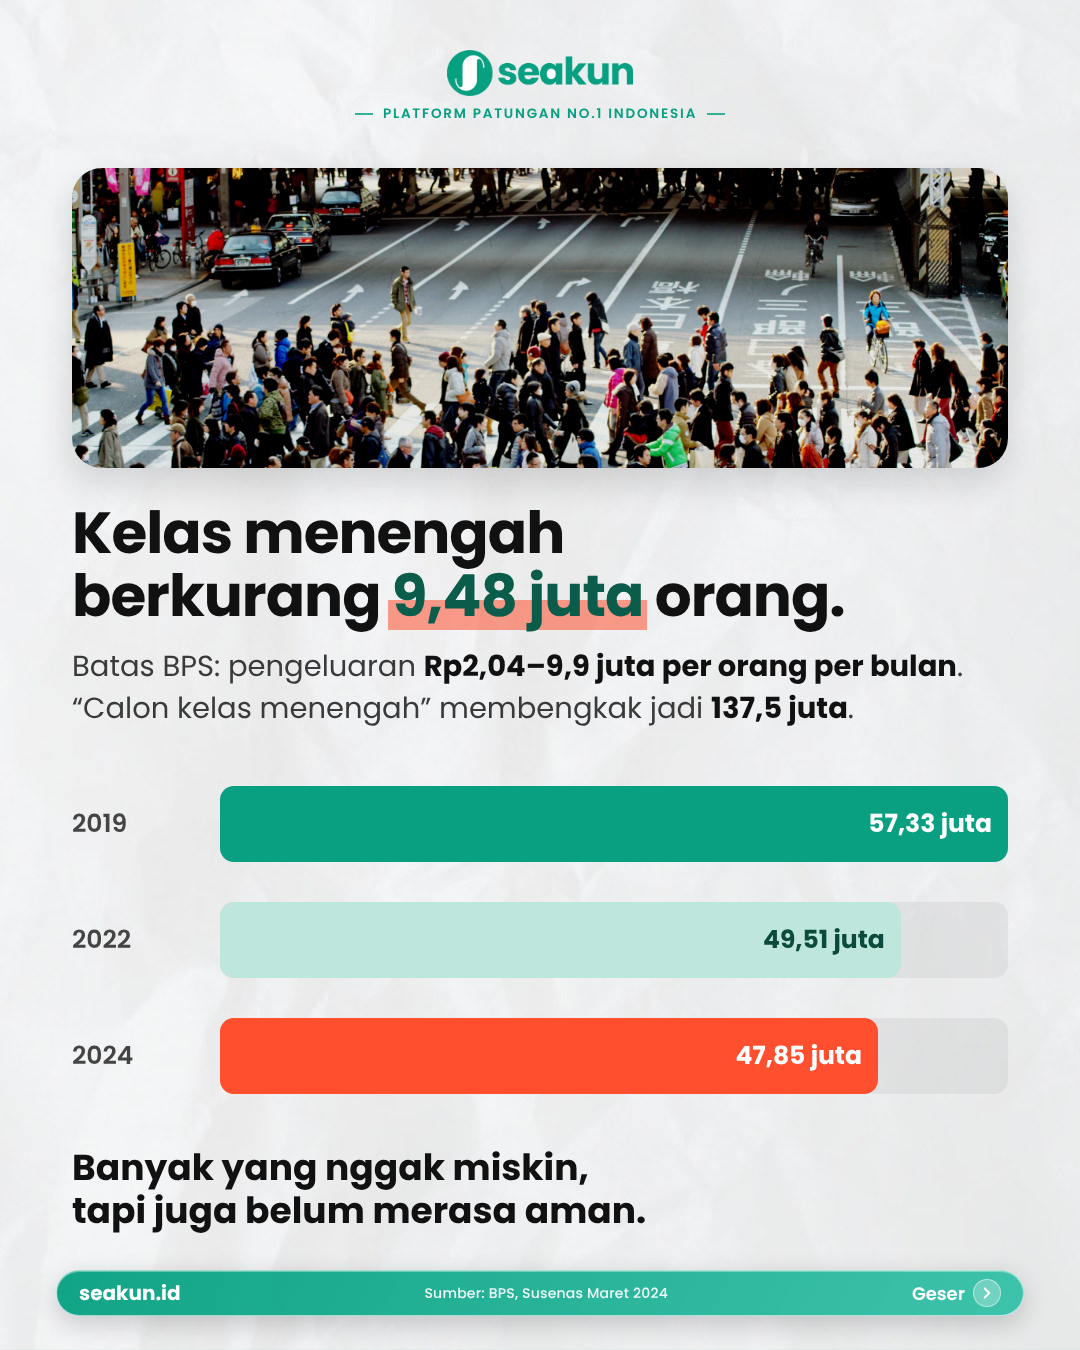 seakun
PLATFORM PATUNGAN NO.1 INDONESIA
Kelas menengah
berkurang 9,48 juta orang.
Batas BPS: pengeluaran Rp2,04–9,9 juta per orang per bulan.
“Calon kelas menengah” membengkak jadi 137,5 juta.
2019
57,33 juta
2022
49,51 juta
2024
47,85 juta
Banyak yang nggak miskin,
tapi juga belum merasa aman.
seakun.id
Sumber: BPS, Susenas Maret 2024
Geser